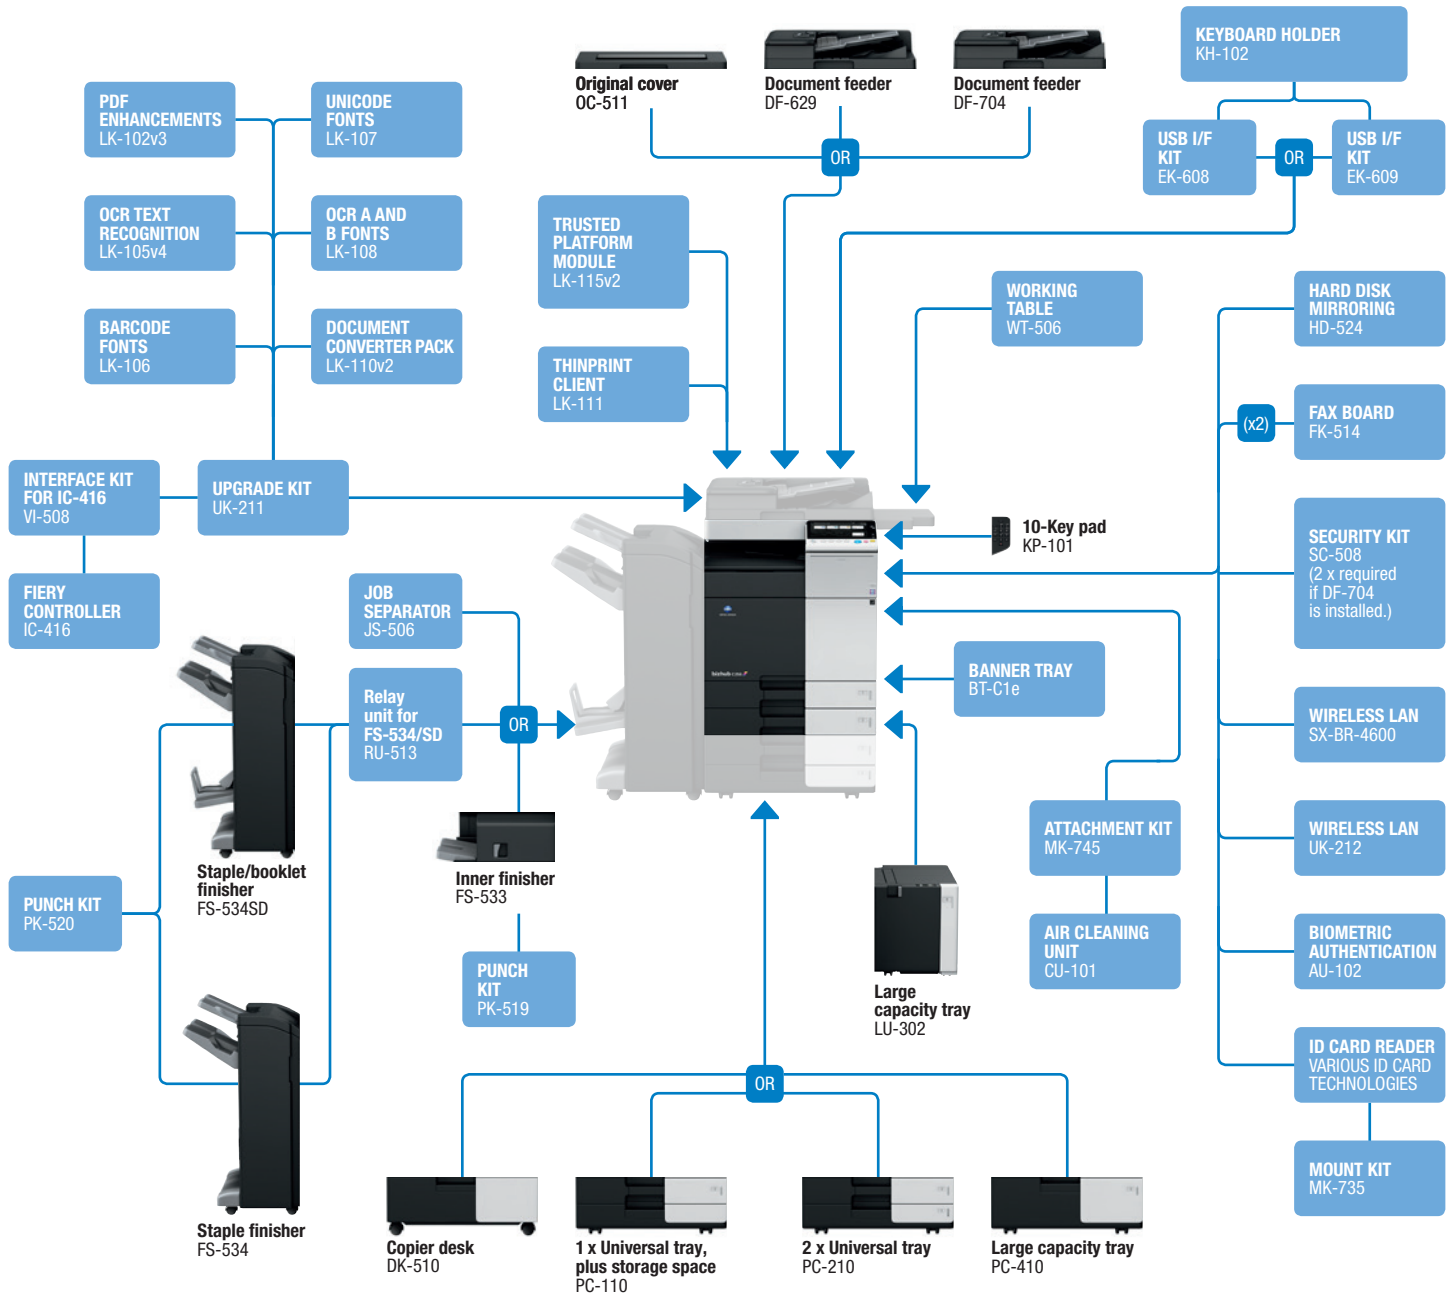 KEYBOARD HOLDER
KH-102
Original cover
OC-511
Document feeder
DF-629
Document feeder
DF-704
PDF
ENHANCEMENTS
LK-102v3
UNICODE
FONTS
LK-107
OR
USB I/F
KIT
EK-608
OR
USB I/F
KIT
EK-609
OCR TEXT
RECOGNITION
LK-105v4
OCR A AND
B FONTS
LK-108
TRUSTED
PLATFORM
MODULE
LK-115v2
WORKING
TABLE
WT-506
HARD DISK
MIRRORING
HD-524
BARCODE
FONTS
LK-106
DOCUMENT
CONVERTER PACK
LK-110v2
THINPRINT
CLIENT
LK-111
(x2)
FAX BOARD
FK-514
INTERFACE KIT
FOR IC-416
VI-508
UPGRADE KIT
UK-211
10-Key pad
KP-101
SECURITY KIT
SC-508
(2 x required
if DF-704
is installed.)
FIERY
CONTROLLER
IC-416
JOB
SEPARATOR
JS-506
Relay
unit for
FS-534/SD
RU-513
OR
BANNER TRAY
BT-C1e
WIRELESS LAN
SX-BR-4600
ATTACHMENT KIT
MK-745
WIRELESS LAN
UK-212
Staple/booklet
finisher
FS-534SD
Inner finisher
FS-533
PUNCH KIT
PK-520
PUNCH
KIT
PK-519
Large
capacity tray
LU-302
AIR CLEANING
UNIT
CU-101
BIOMETRIC
AUTHENTICATION
AU-102
ID CARD READER
VARIOUS ID CARD
TECHNOLOGIES
OR
MOUNT KIT
MK-735
Staple finisher
FS-534
Copier desk
DK-510
1 x Universal tray,
plus storage space
PC-110
2 x Universal tray
PC-210
Large capacity tray
PC-410